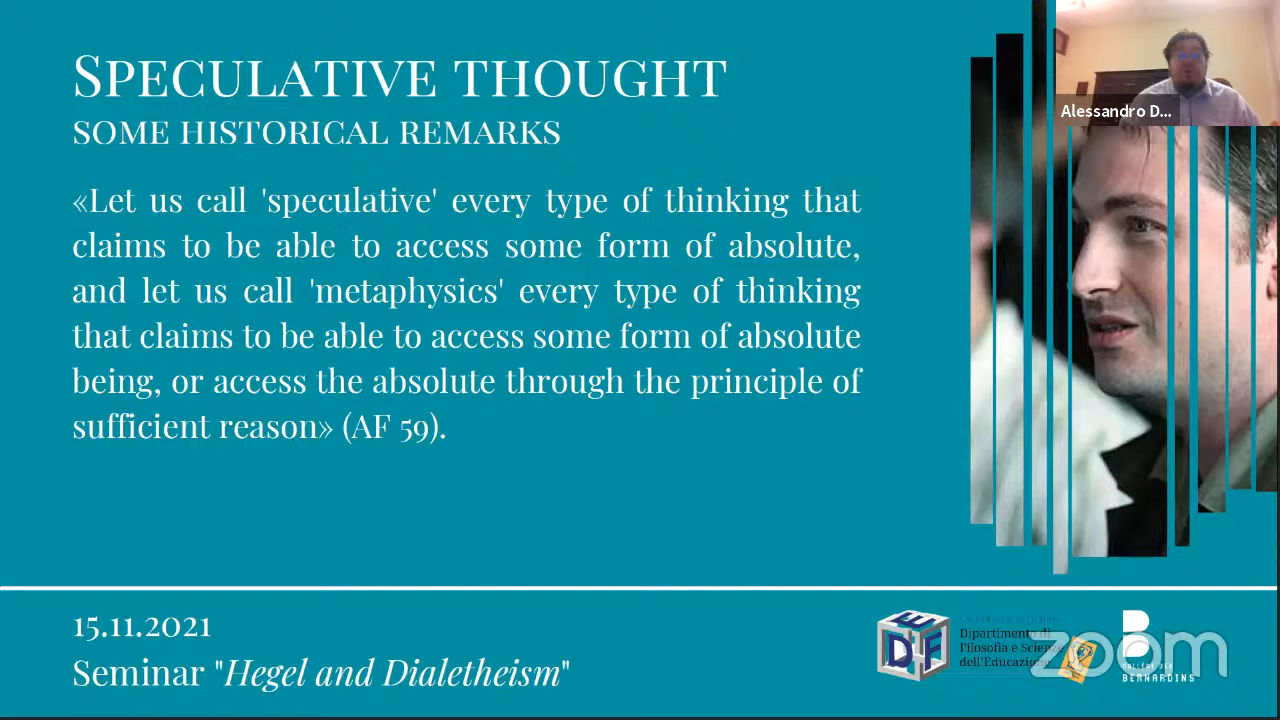 SPECULATIVE THOUGHT
SOME HISTORICAL REMARKS
«Let us call 'speculative' every type of thinking that
claims to be able to access some form of absolute,
and let us call 'metaphysics' every type of thinking
that claims to be able to access some form of absolute
being, or access the absolute through the principle of
sufficient reason» (AF 59).
Alessandro D...
15.11.2021
Seminar "Hegel and Dialetheism"
Dipartimento di
Filosofia e Scienze
dell'Educazione
zoom
BERNARDINS